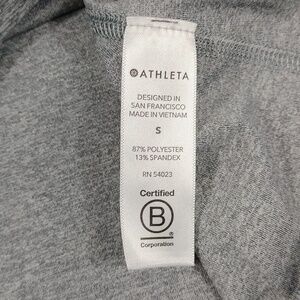 ATHLETA
DESIGNED IN
SAN FRANCISCO
MADE IN VIETNAM
S
87% POLYESTER
13% SPANDEX
RN 54023
Certified
B
®
Corporation